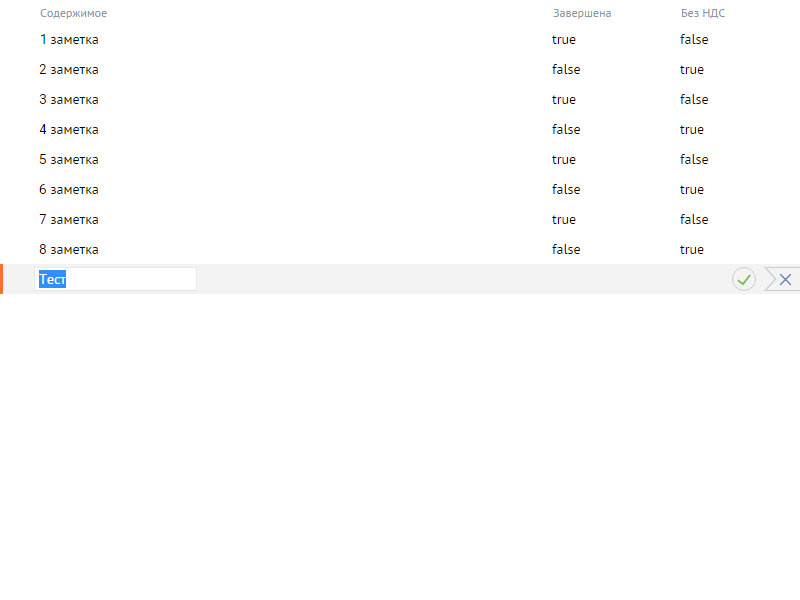 Содержимое Завершена Без НДС
1 заметка true false
2 заметка false true
3 заметка true false
4 заметка false true
5 заметка true false
6 заметка false true
7 заметка true false
8 заметка false true
Тест